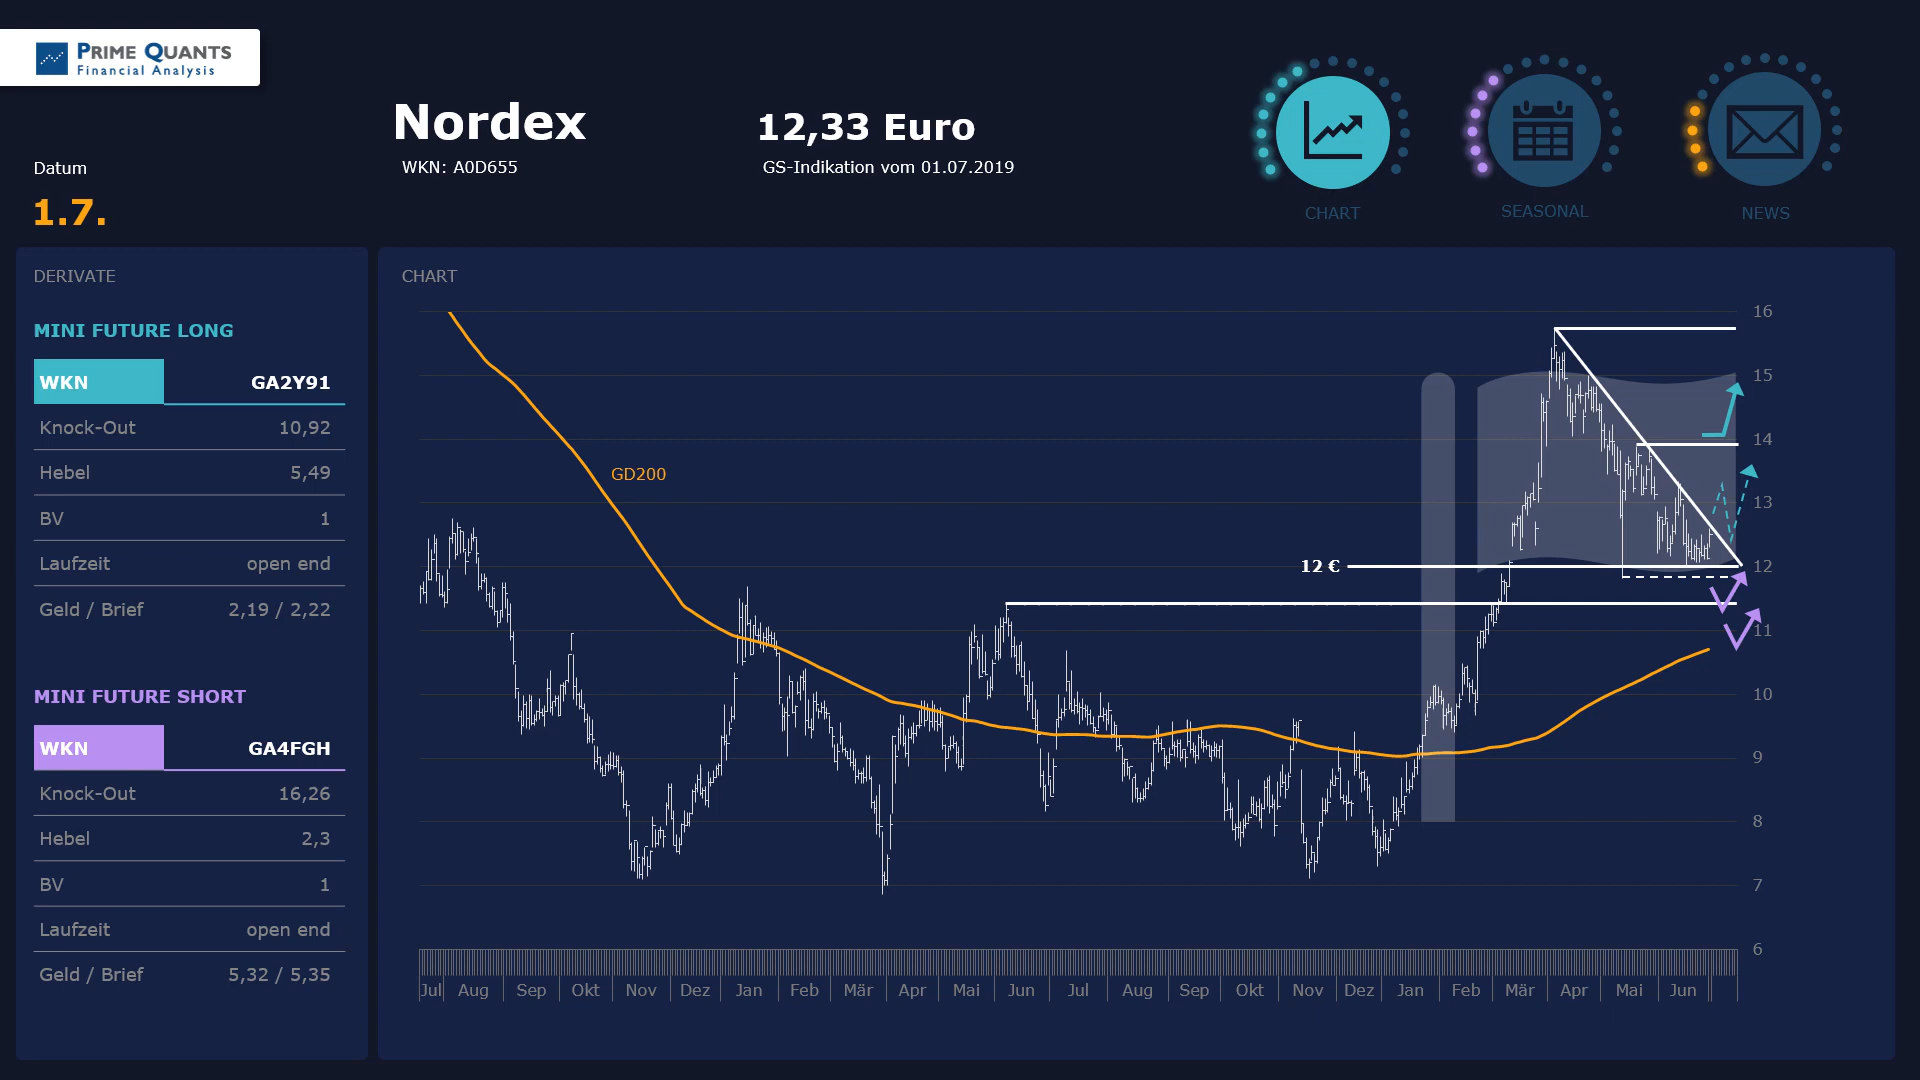 PRIME QUANTS
Financial Analysis
Nordex
12,33 Euro
WKN: A0D655
GS-Indikation vom 01.07.2019
Datum
1.7.
CHART
SEASONAL
NEWS
DERIVATE
MINI FUTURE LONG
WKN GA2Y91
Knock-Out 10,92
Hebel 5,49
BV 1
Laufzeit open end
Geld / Brief 2,19 / 2,22
MINI FUTURE SHORT
WKN GA4FGH
Knock-Out 16,26
Hebel 2,3
BV 1
Laufzeit open end
Geld / Brief 5,32 / 5,35
CHART
16
15
14
GD200
13
12 €
12
11
10
9
8
7
6
Jul Aug Sep Okt Nov Dez Jan Feb Mär Apr Mai Jun Jul Aug Sep Okt Nov Dez Jan Feb Mär Apr Mai Jun